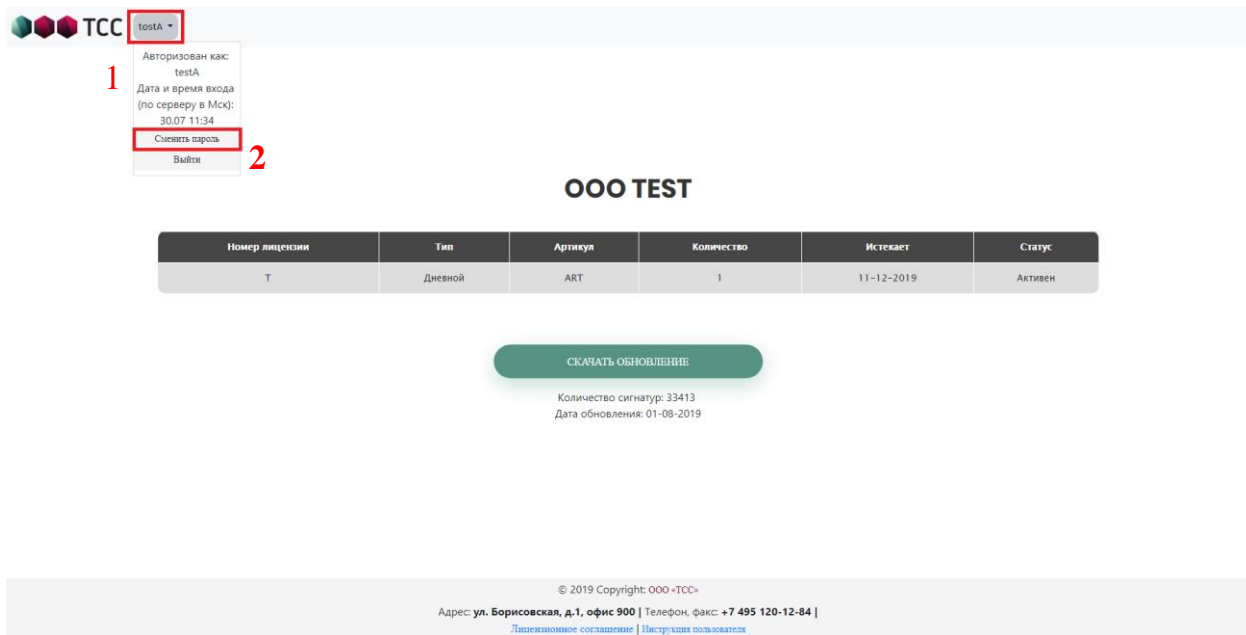 ТСС
testA
1
Авторизован как:
testA
Дата и время входа
(по серверу в Мск):
30.07 11:34
Сменить пароль
Выйти
2
ООО TEST
Номер лицензии Тип Артикул Количество Истекает Статус
T Дневной ART 1 11-12-2019 Активен
СКАЧАТЬ ОБНОВЛЕНИЕ
Количество сигнатур: 33413
Дата обновления: 01-08-2019
© 2019 Copyright: ООО «ТСС»
Адрес: ул. Борисовская, д.1, офис 900 | Телефон, факс: +7 495 120-12-84 |
Лицензионное соглашение | Инструкция пользователя